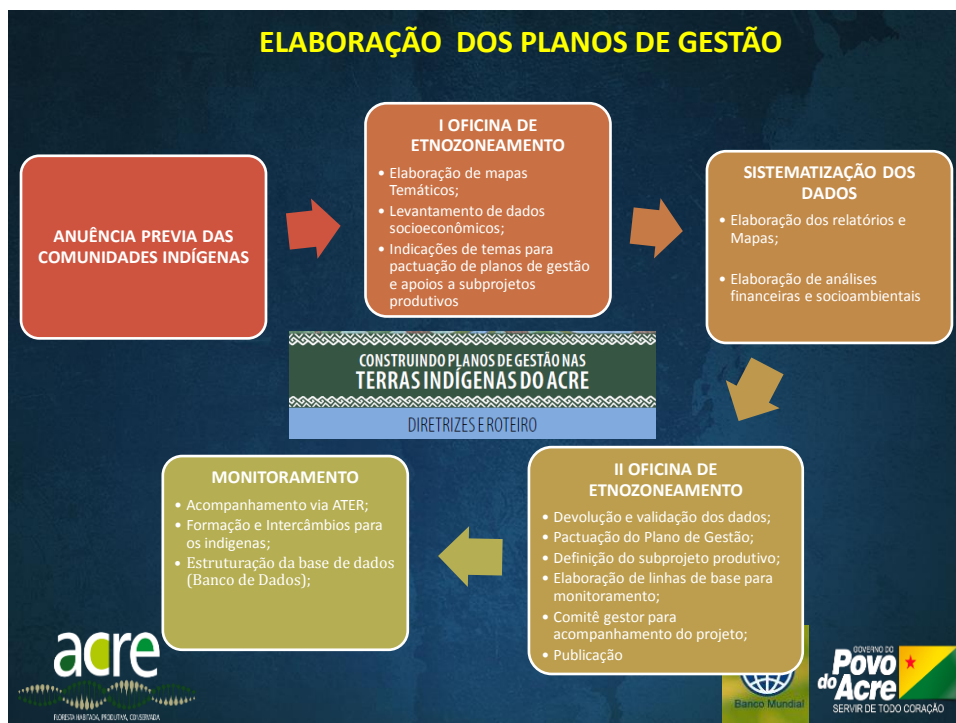 ELABORAÇÃO DOS PLANOS DE GESTÃO
ANUÊNCIA PREVIA DAS
COMUNIDADES INDÍGENAS
I OFICINA DE
ETNOZONEAMENTO
• Elaboração de mapas
Temáticos;
• Levantamento de dados
socioeconômicos;
• Indicações de temas para
pactuação de planos de gestão
e apoios a subprojetos
produtivos
SISTEMATIZAÇÃO DOS
DADOS
• Elaboração dos relatórios e
Mapas;
• Elaboração de análises
financeiras e socioambientais
CONSTRUINDO PLANOS DE GESTÃO NAS
TERRAS INDÍGENAS DO ACRE
DIRETRIZES E ROTEIRO
II OFICINA DE
ETNOZONEAMENTO
• Devolução e validação dos dados;
• Pactuação do Plano de Gestão;
• Definição do subprojeto produtivo;
• Elaboração de linhas de base para
monitoramento;
• Comitê gestor para
acompanhamento do projeto;
• Publicação
MONITORAMENTO
• Acompanhamento via ATER;
• Formação e Intercâmbios para
os indigenas;
• Estruturação da base de dados
(Banco de Dados);
acre
FLORESTA HABITADA, PRODUTIVA, CONSERVADA
Banco Mundial
GOVERNO DO
Povo
do Acre
SERVIR DE TODO CORAÇÃO